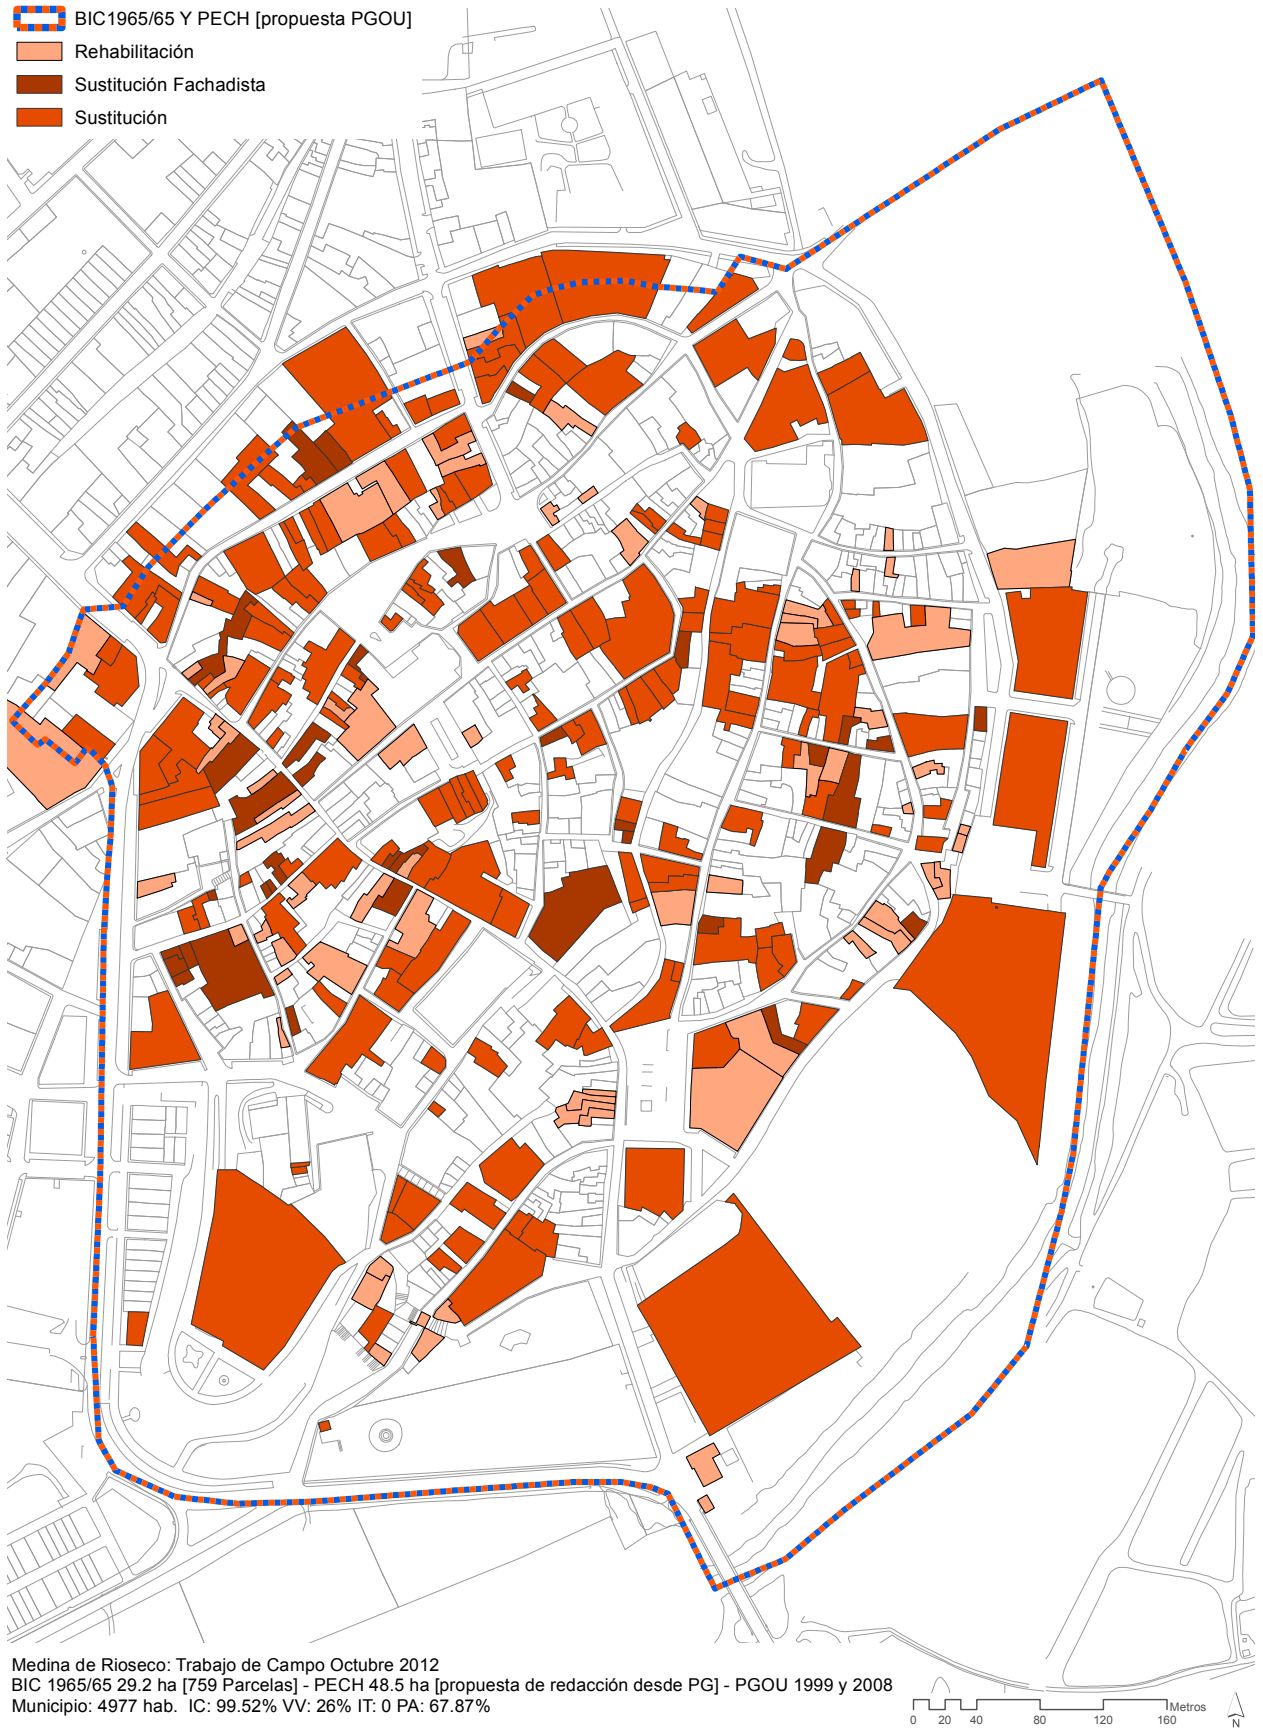 BIC1965/65 Y PECH [propuesta PGOU]
Rehabilitación
Sustitución Fachadista
Sustitución
Medina de Rioseco: Trabajo de Campo Octubre 2012
BIC 1965/65 29.2 ha [759 Parcelas] - PECH 48.5 ha [propuesta de redacción desde PG] - PGOU 1999 y 2008
Municipio: 4977 hab. IC: 99.52% VV: 26% IT: 0 PA: 67.87%
Metros
0 20 40 80 120 160
N